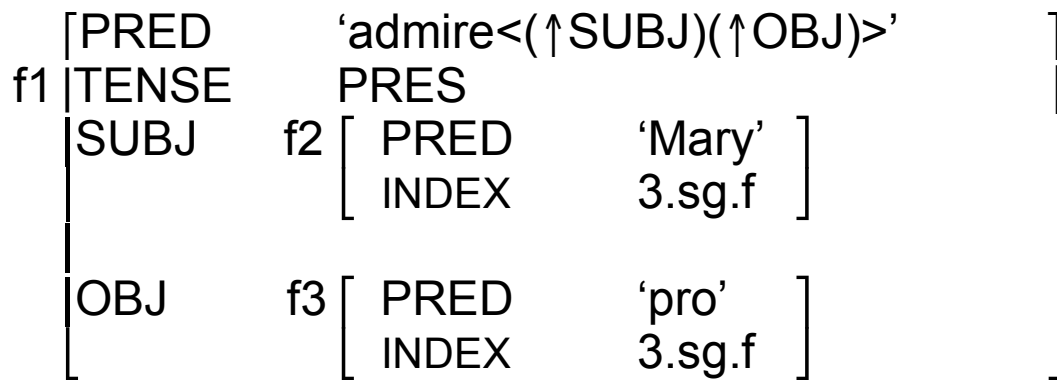 PRED ‘admire<(↑SUBJ)(↑OBJ)>’
f1 TENSE PRES
SUBJ f2 [ PRED ‘Mary’ ]
INDEX 3.sg.f
OBJ f3 [ PRED ‘pro’ ]
INDEX 3.sg.f